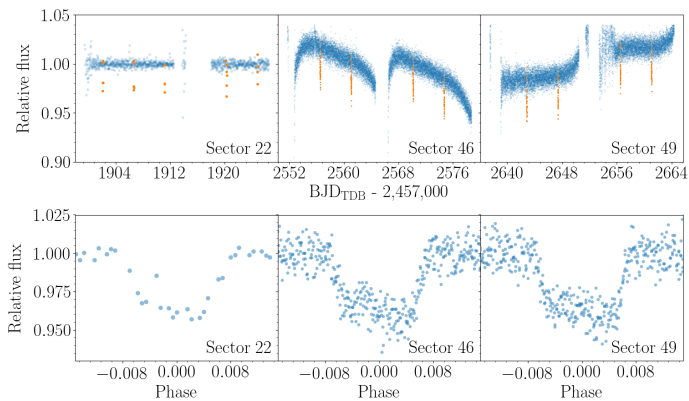 1.05
1.00
0.95
0.90
Relative flux
Sector 22
Sector 46
Sector 49
1904 1912 1920 2552 2560 2568 2576 2640 2648 2656 2664
BJD_TDB - 2,457,000
1.025
1.000
0.975
0.950
Relative flux
Sector 22
Sector 46
Sector 49
−0.008 0.000 0.008 −0.008 0.000 0.008 −0.008 0.000 0.008
Phase Phase Phase